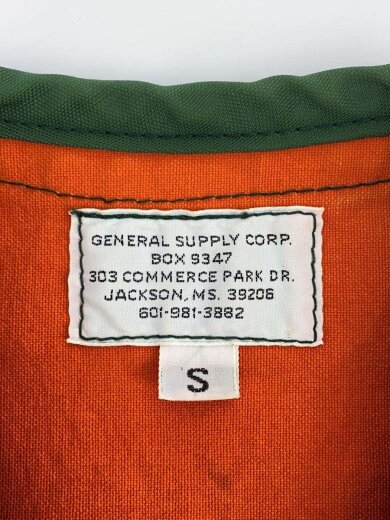 GENERAL SUPPLY CORP.
BOX 9347
303 COMMERCE PARK DR.
JACKSON, MS. 39206
601-981-3882
S